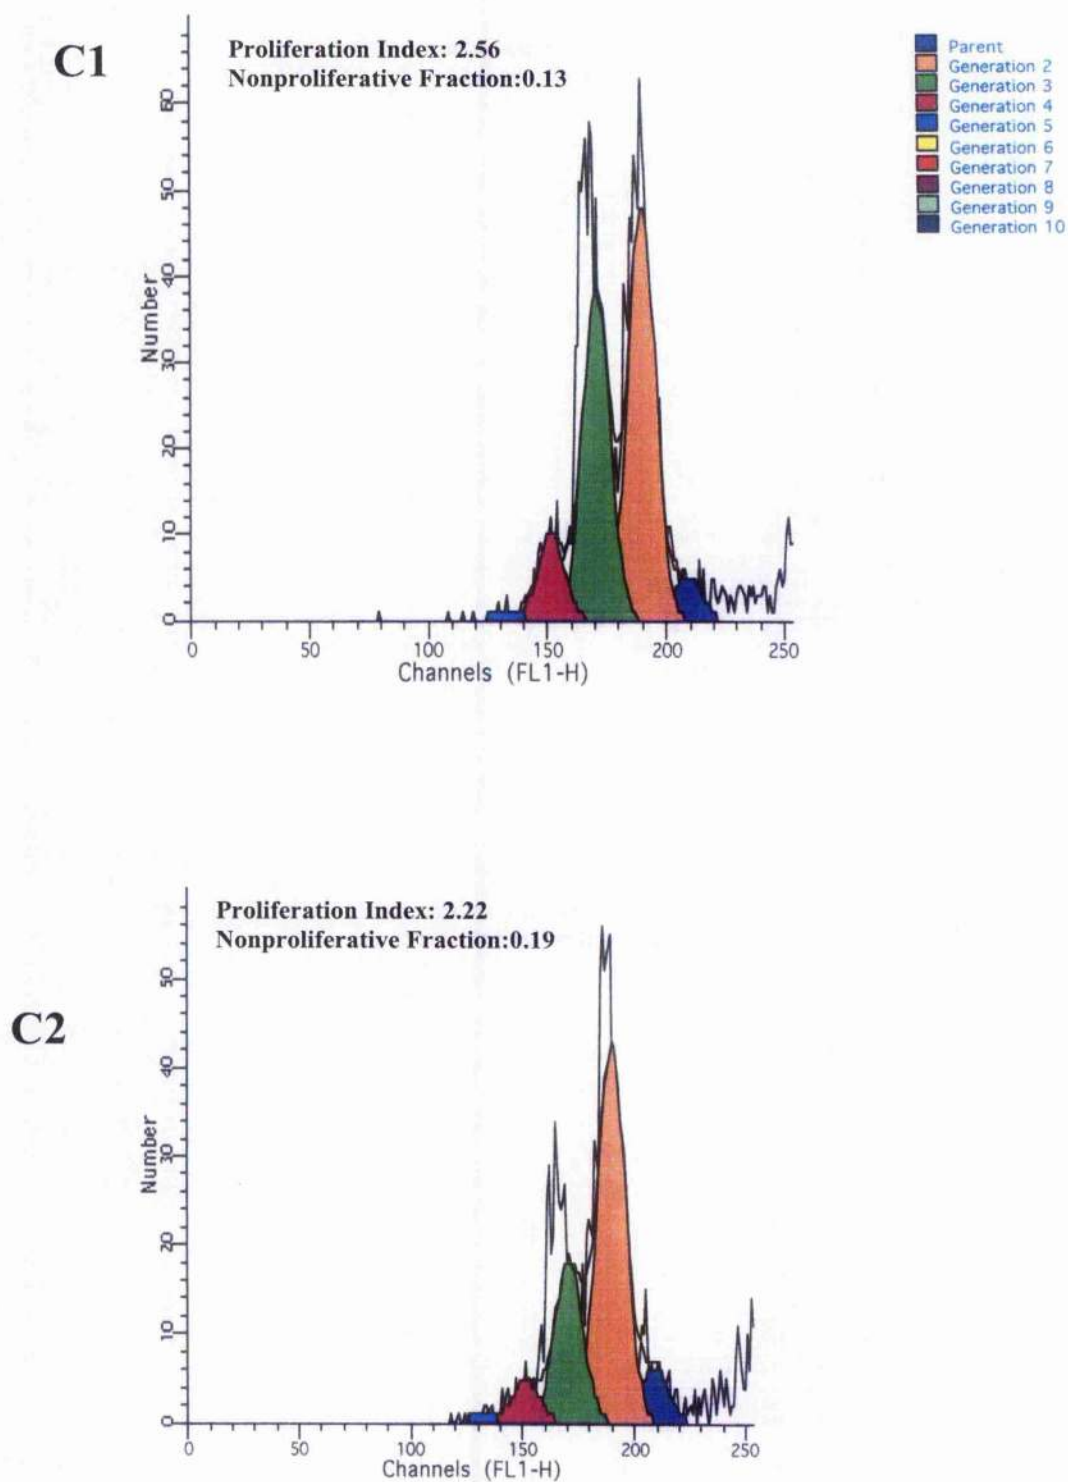 C1
Proliferation Index: 2.56
Nonproliferative Fraction:0.13
Parent
Generation 2
Generation 3
Generation 4
Generation 5
Generation 6
Generation 7
Generation 8
Generation 9
Generation 10
Number
60
50
40
30
20
10
0
0 50 100 150 200 250
Channels (FL1-H)
C2
Proliferation Index: 2.22
Nonproliferative Fraction:0.19
Number
50
40
30
20
10
0
0 50 100 150 200 250
Channels (FL1-H)